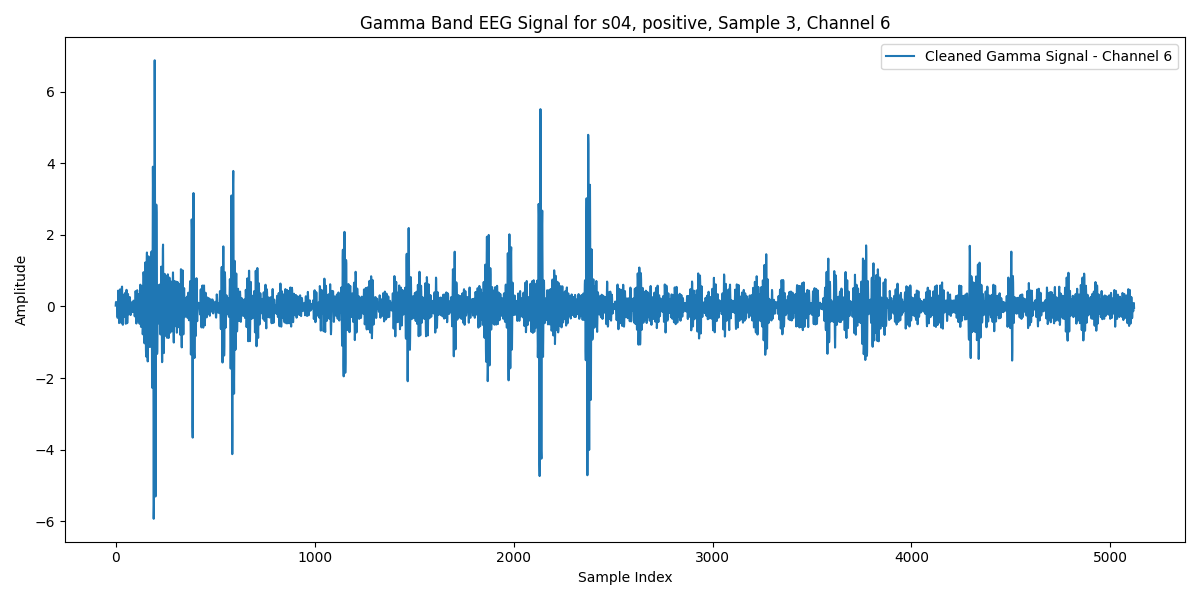 Gamma Band EEG Signal for s04, positive, Sample 3, Channel 6
Cleaned Gamma Signal - Channel 6
Amplitude
6
4
2
0
−2
−4
−6
0 1000 2000 3000 4000 5000
Sample Index